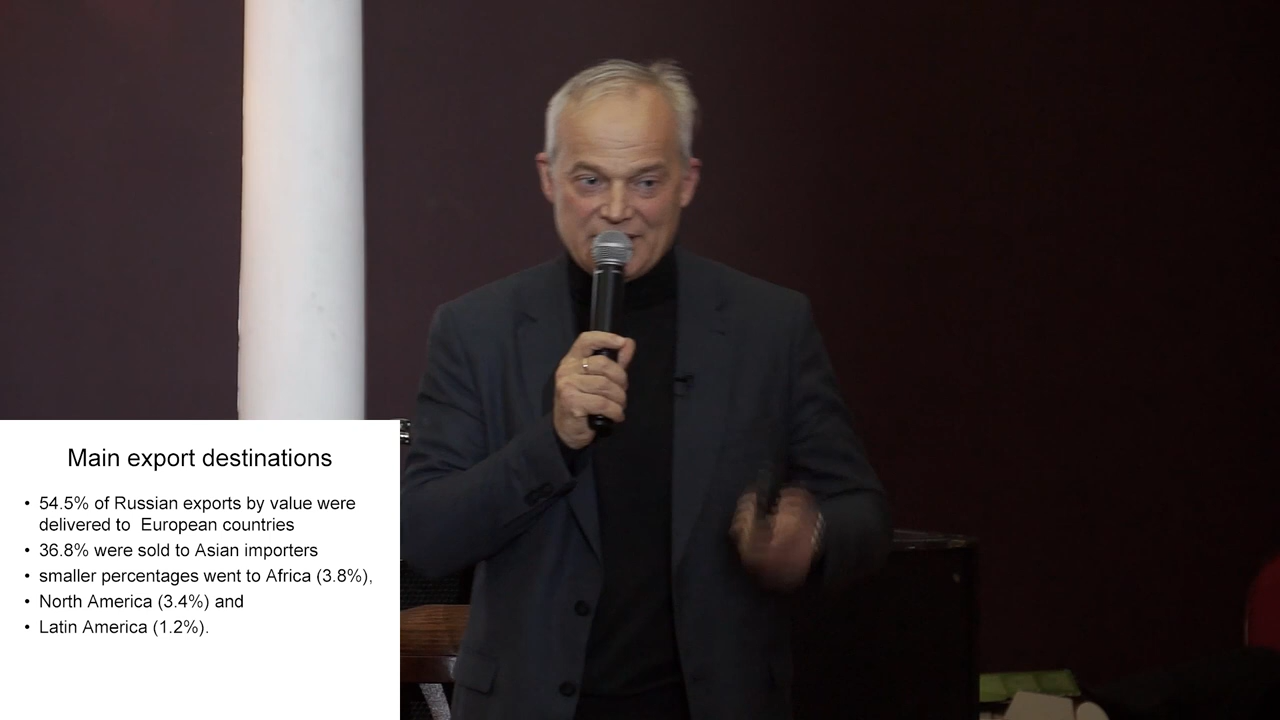 Main export destinations
• 54.5% of Russian exports by value were
delivered to  European countries
• 36.8% were sold to Asian importers
• smaller percentages went to Africa (3.8%),
• North America (3.4%) and
• Latin America (1.2%).